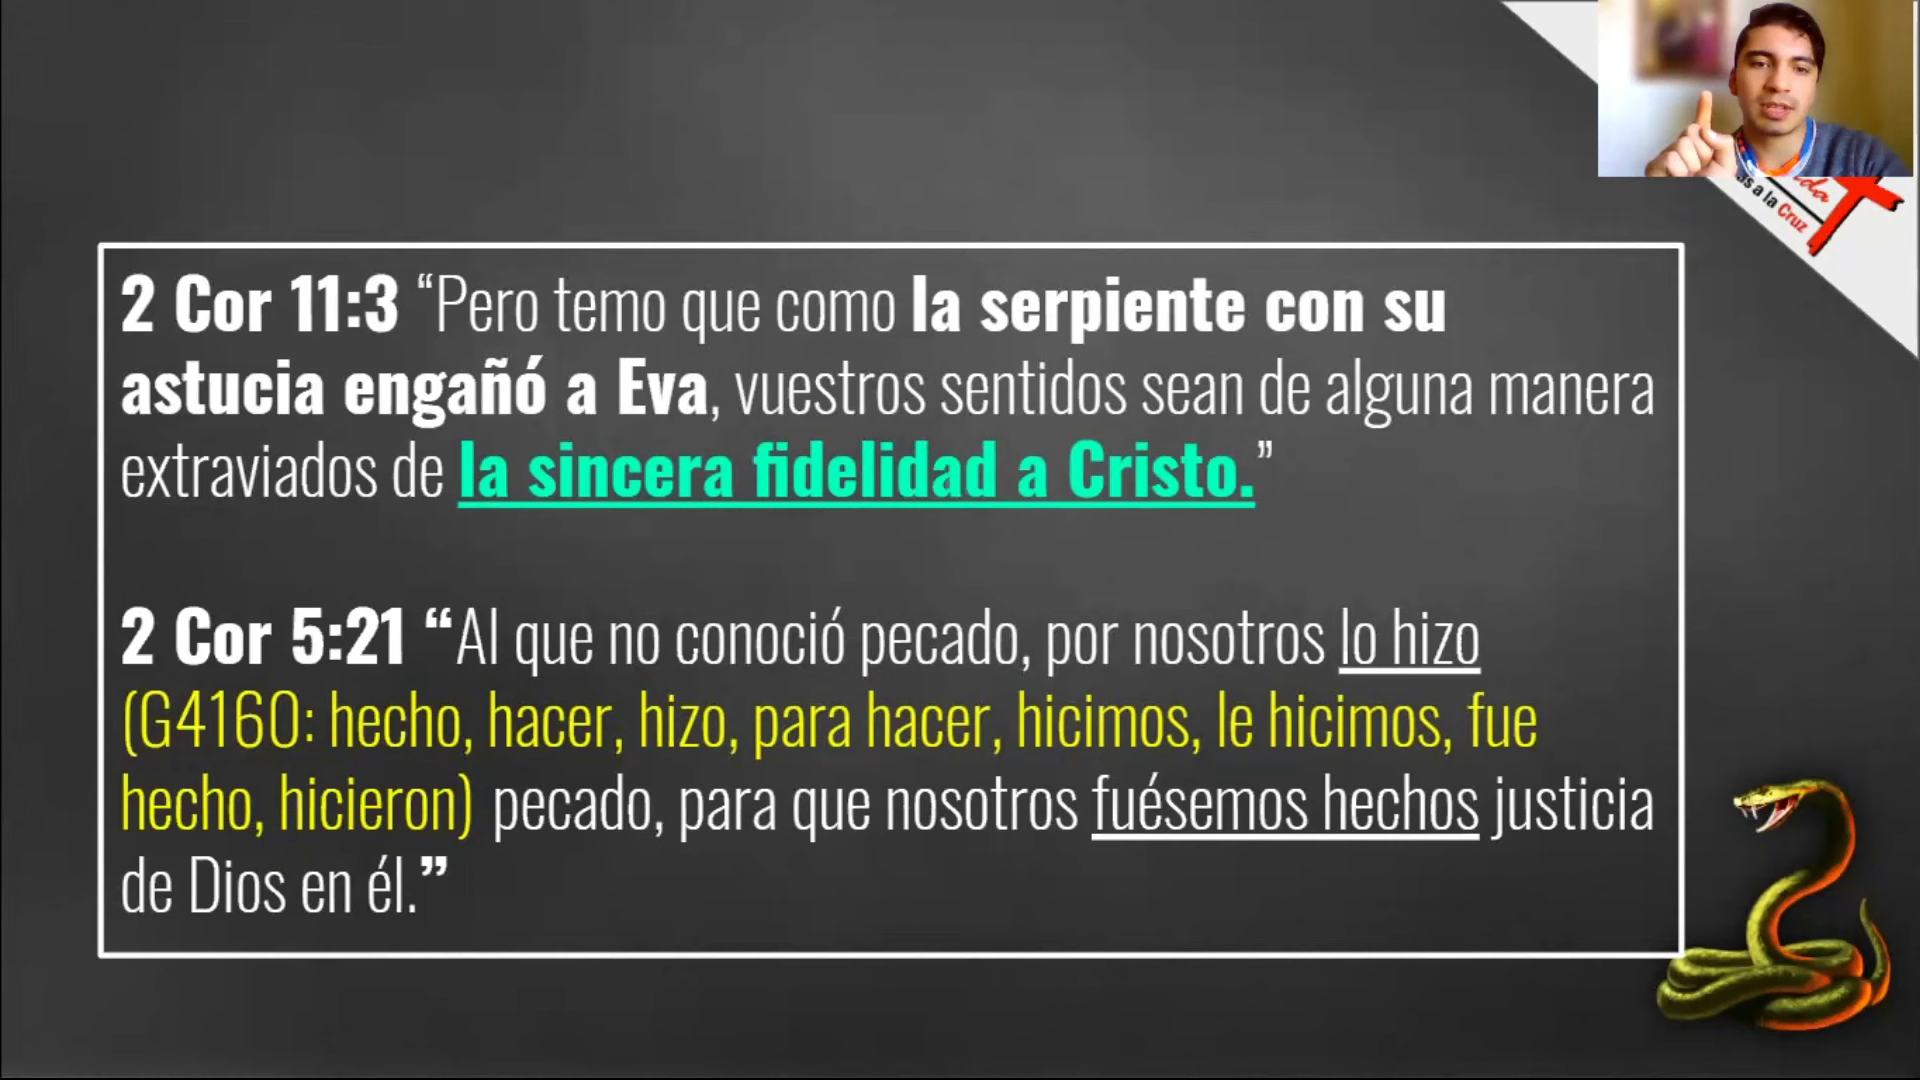 2 Cor 11:3 “Pero temo que como la serpiente con su
astucia engañó a Eva, vuestros sentidos sean de alguna manera
extraviados de la sincera fidelidad a Cristo.”
2 Cor 5:21 “Al que no conoció pecado, por nosotros lo hizo
(G4160: hecho, hacer, hizo, para hacer, hicimos, le hicimos, fue
hecho, hicieron) pecado, para que nosotros fuésemos hechos justicia
de Dios en él.”
a la Cruz